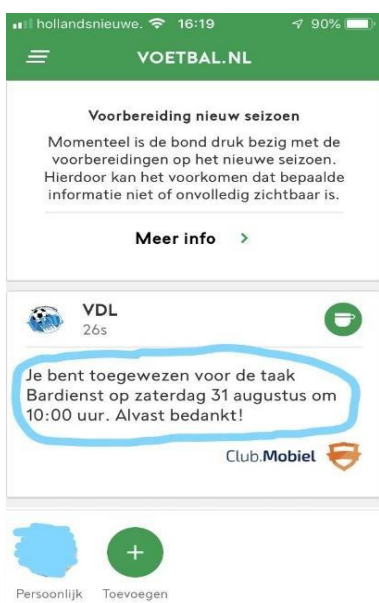 hollandsnieuwe. 16:19 90%
VOETBAL.NL
Voorbereiding nieuw seizoen
Momenteel is de bond druk bezig met de
voorbereidingen op het nieuwe seizoen.
Hierdoor kan het voorkomen dat bepaalde
informatie niet of onvolledig zichtbaar is.
Meer info >
VDL
26s
Je bent toegewezen voor de taak
Bardienst op zaterdag 31 augustus om
10:00 uur. Alvast bedankt!
Club.Mobiel
Persoonlijk Toevoegen